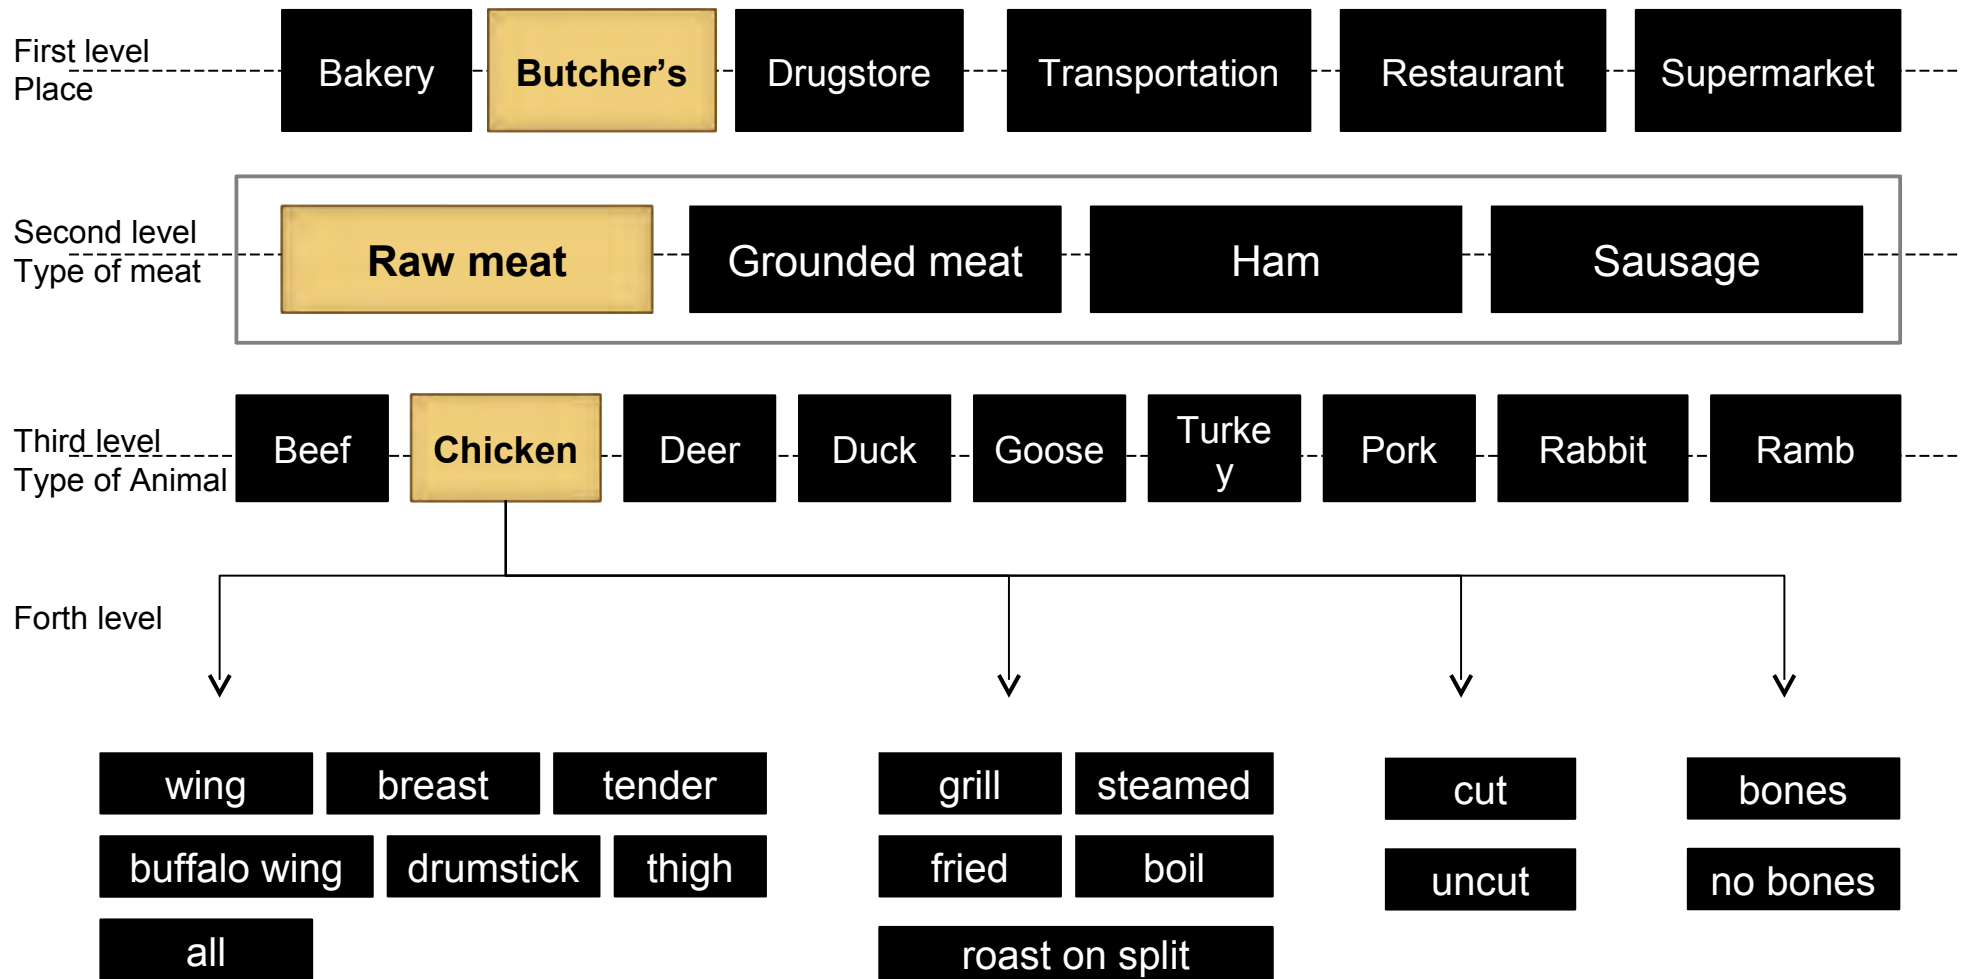 First level
Place
Bakery
Butcher’s
Drugstore
Transportation
Restaurant
Supermarket
Second level
Type of meat
Raw meat
Grounded meat
Ham
Sausage
Third level
Type of Animal
Beef
Chicken
Deer
Duck
Goose
Turke
y
Pork
Rabbit
Ramb
Forth level
wing
breast
tender
buffalo wing
drumstick
thigh
all
grill
steamed
fried
boil
roast on split
cut
uncut
bones
no bones